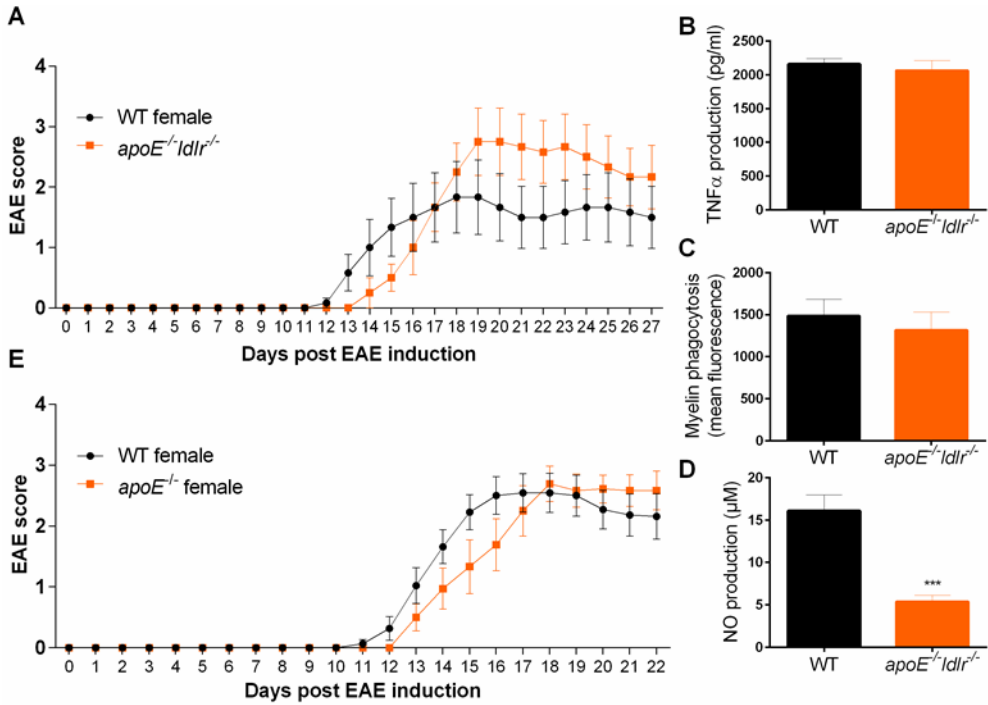 A
EAE score
4
3
2
1
0
WT female
apoE-/-ldlr-/-
0 1 2 3 4 5 6 7 8 9 10 11 12 13 14 15 16 17 18 19 20 21 22 23 24 25 26 27
Days post EAE induction
B
TNFα production (pg/ml)
2500
2000
1500
1000
500
0
WT apoE-/-ldlr-/-
C
Myelin phagocytosis
(mean fluorescence)
2000
1500
1000
500
0
WT apoE-/-ldlr-/-
E
EAE score
4
3
2
1
0
WT female
apoE-/- female
0 1 2 3 4 5 6 7 8 9 10 11 12 13 14 15 16 17 18 19 20 21 22
Days post EAE induction
D
NO production (µM)
20
15
10
5
0
***
WT apoE-/-ldlr-/-